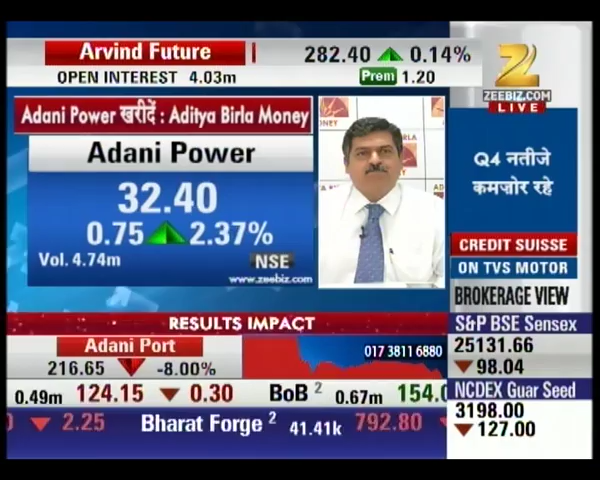 Arvind Future
282.40 0.14%
OPEN INTEREST 4.03m
Prem 1.20
ZEEBIZ.COM
LIVE
Adani Power खरीदें : Aditya Birla Money
Adani Power
32.40
0.75 2.37%
Vol. 4.74m
NSE
www.zeebiz.com
Q4 नतीजे
कमज़ोर रहे
CREDIT SUISSE
ON TVS MOTOR
BROKERAGE VIEW
RESULTS IMPACT
Adani Port
216.65 -8.00%
017 3811 6880
S&P BSE Sensex
25131.66
98.04
0.49m 124.15 0.30 BoB 2 0.67m 154.0
NCDEX Guar Seed
3198.00
127.00
2.25 Bharat Forge 2 41.41k 792.80